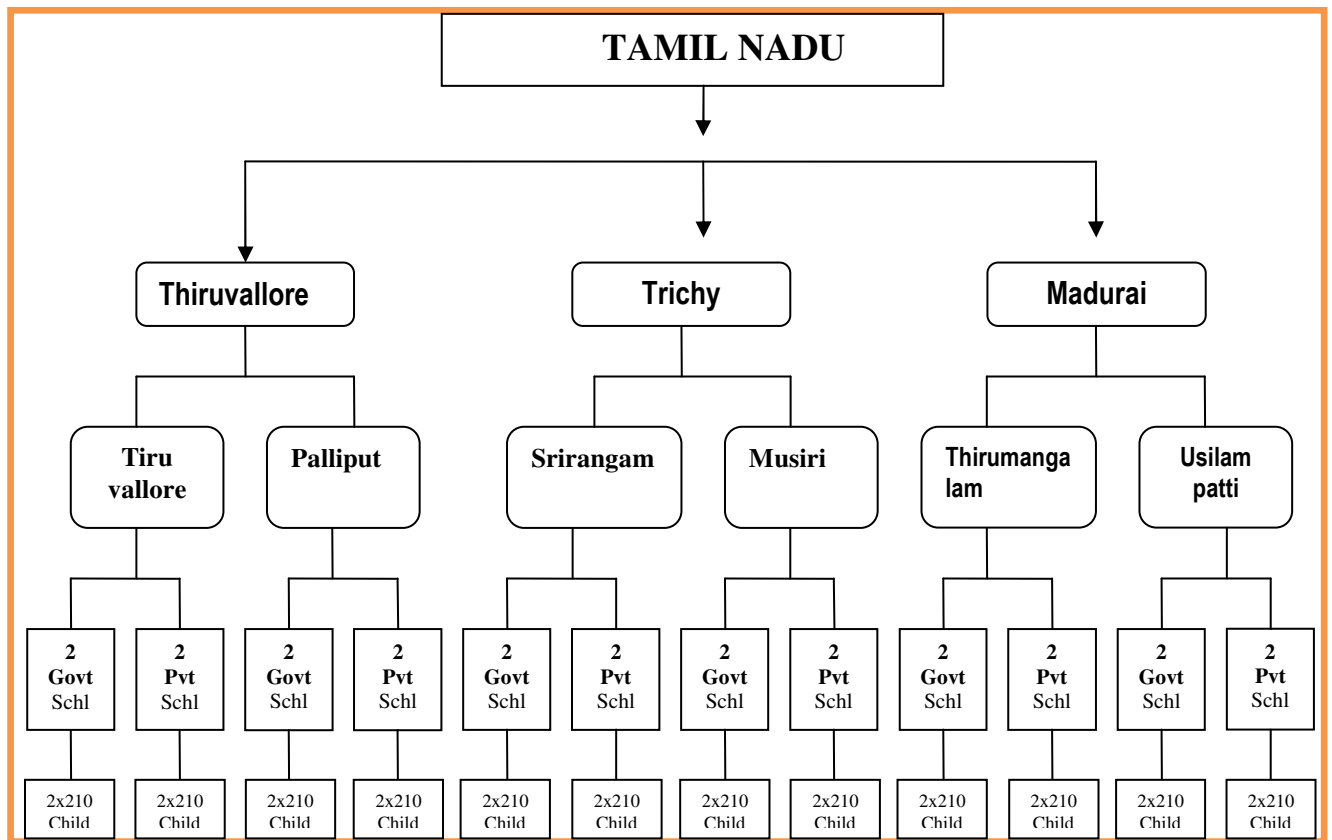 TAMIL NADU
Thiruvallore
Trichy
Madurai
Tiru
vallore
Palliput
Srirangam
Musiri
Thirumanga
lam
Usilam
patti
2
Govt
Schl
2
Pvt
Schl
2
Govt
Schl
2
Pvt
Schl
2
Govt
Schl
2
Pvt
Schl
2
Govt
Schl
2
Pvt
Schl
2
Govt
Schl
2
Pvt
Schl
2
Govt
Schl
2
Pvt
Schl
2x210
Child
2x210
Child
2x210
Child
2x210
Child
2x210
Child
2x210
Child
2x210
Child
2x210
Child
2x210
Child
2x210
Child
2x210
Child
2x210
Child